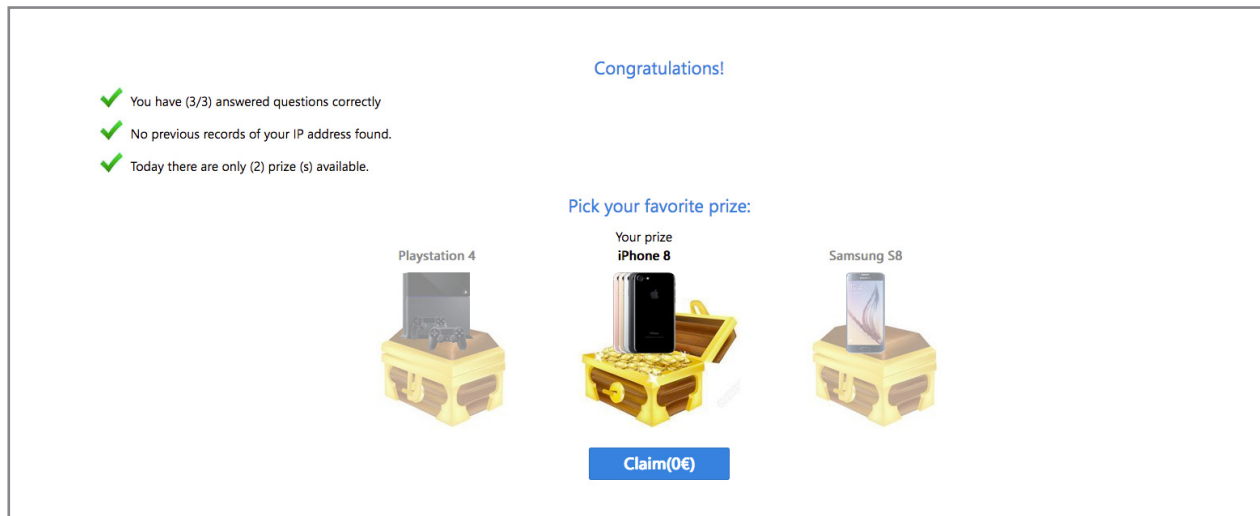 Congratulations!
You have (3/3) answered questions correctly
No previous records of your IP address found.
Today there are only (2) prize (s) available.
Pick your favorite prize:
Your prize
Playstation 4
iPhone 8
Samsung S8
Claim(0€)